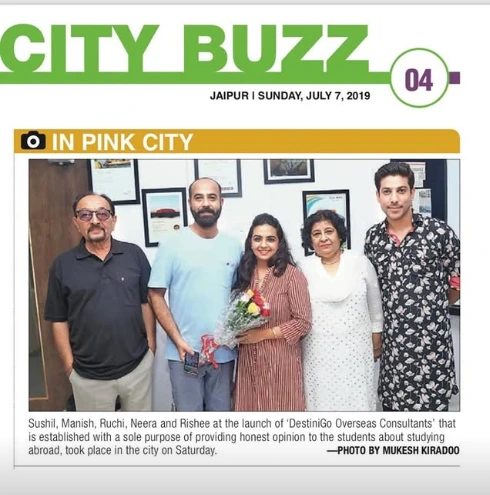 CITY BUZZ
04
JAIPUR I SUNDAY, JULY 7, 2019
IN PINK CITY
Sushil, Manish, Ruchi, Neera and Rishee at the launch of ‘DestiniGo Overseas Consultants’ that
is established with a sole purpose of providing honest opinion to the students about studying
abroad, took place in the city on Saturday.
—PHOTO BY MUKESH KIRADOO